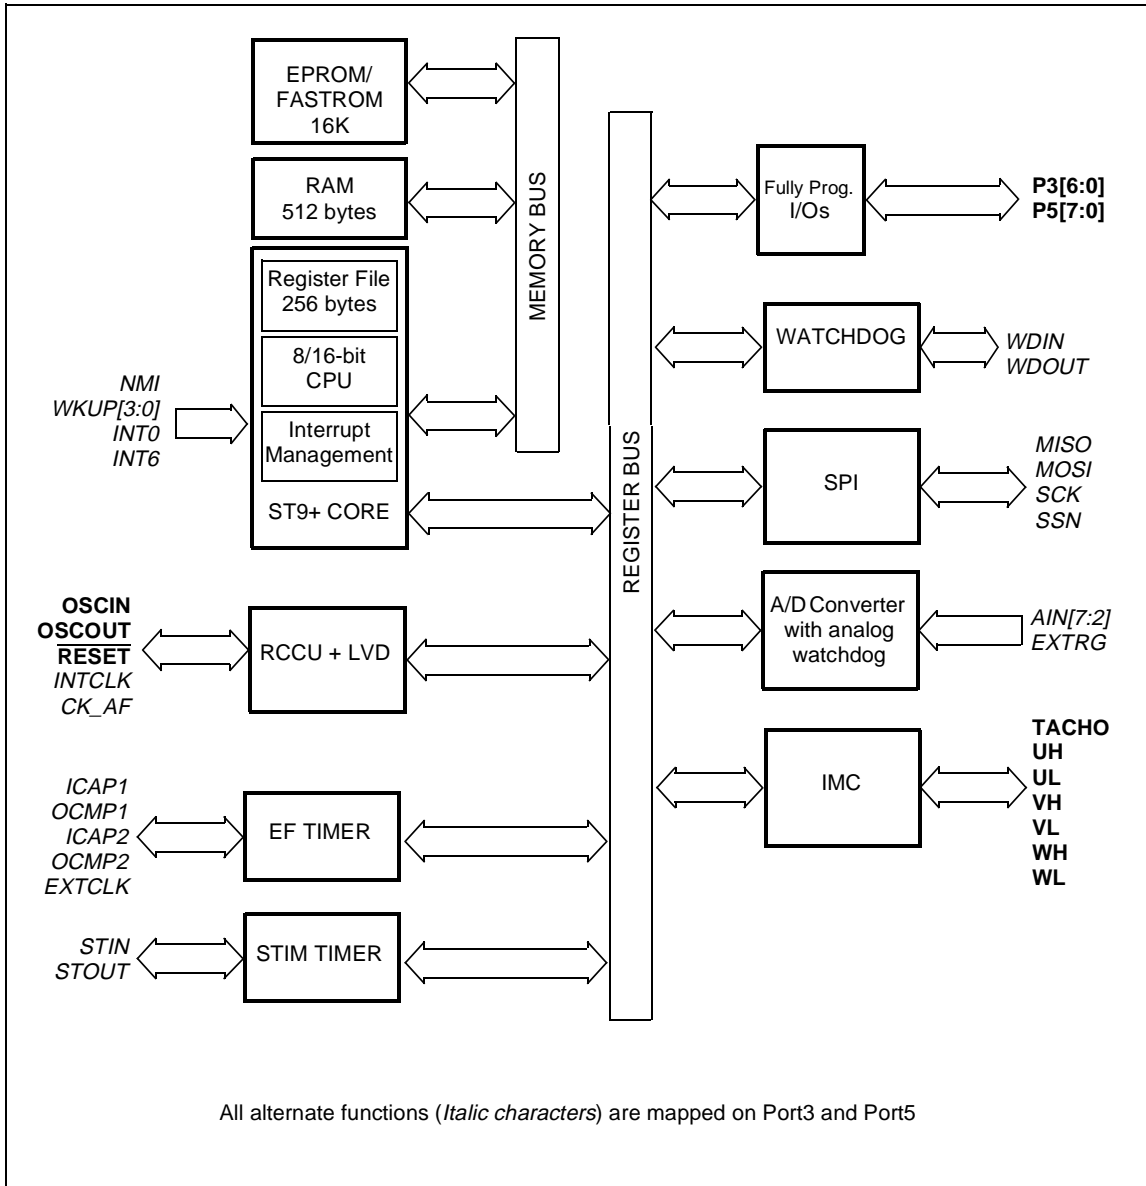 EPROM/
FASTROM
16K
RAM
512 bytes
Register File
256 bytes
8/16-bit
CPU
Interrupt
Management
ST9+ CORE
NMI
WKUP[3:0]
INT0
INT6
MEMORY BUS
REGISTER BUS
OSCIN
OSCOUT
RESET
INTCLK
CK_AF
RCCU + LVD
ICAP1
OCMP1
ICAP2
OCMP2
EXTCLK
EF TIMER
STIN
STOUT
STIM TIMER
Fully Prog.
I/Os
P3[6:0]
P5[7:0]
WATCHDOG
WDIN
WDOUT
SPI
MISO
MOSI
SCK
SSN
A/D Converter
with analog
watchdog
AIN[7:2]
EXTRG
IMC
TACHO
UH
UL
VH
VL
WH
WL
All alternate functions (Italic characters) are mapped on Port3 and Port5